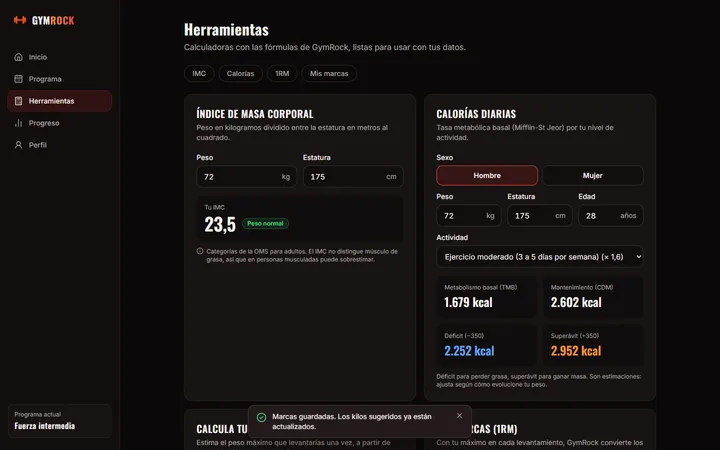 GYMROCK
Inicio
Programa
Herramientas
Progreso
Perfil
Programa actual
Fuerza intermedia
Herramientas
Calculadoras con las fórmulas de GymRock, listas para usar con tus datos.
IMC
Calorías
1RM
Mis marcas
ÍNDICE DE MASA CORPORAL
Peso en kilogramos dividido entre la estatura en metros al
cuadrado.
Peso
Estatura
72 kg
175 cm
Tu IMC
23,5 Peso normal
Categorías de la OMS para adultos. El IMC no distingue músculo de
grasa, así que en personas musculadas puede sobrestimar.
CALORÍAS DIARIAS
Tasa metabólica basal (Mifflin-St Jeor) por tu nivel de
actividad.
Sexo
Hombre
Mujer
Peso
Estatura
Edad
72 kg
175 cm
28 años
Actividad
Ejercicio moderado (3 a 5 días por semana) (× 1,6)
Metabolismo basal (TMB)
1.679 kcal
Mantenimiento (CDM)
2.602 kcal
Déficit (−350)
2.252 kcal
Superávit (+350)
2.952 kcal
Déficit para perder grasa, superávit para ganar masa. Son estimaciones:
ajusta según cómo evolucione tu peso.
CALCULA TU
Estima el peso máximo que levantarías una vez, a partir de
ARCAS (1RM)
Con tu máximo en cada levantamiento, GymRock convierte los
Marcas guardadas. Los kilos sugeridos ya están
actualizados.